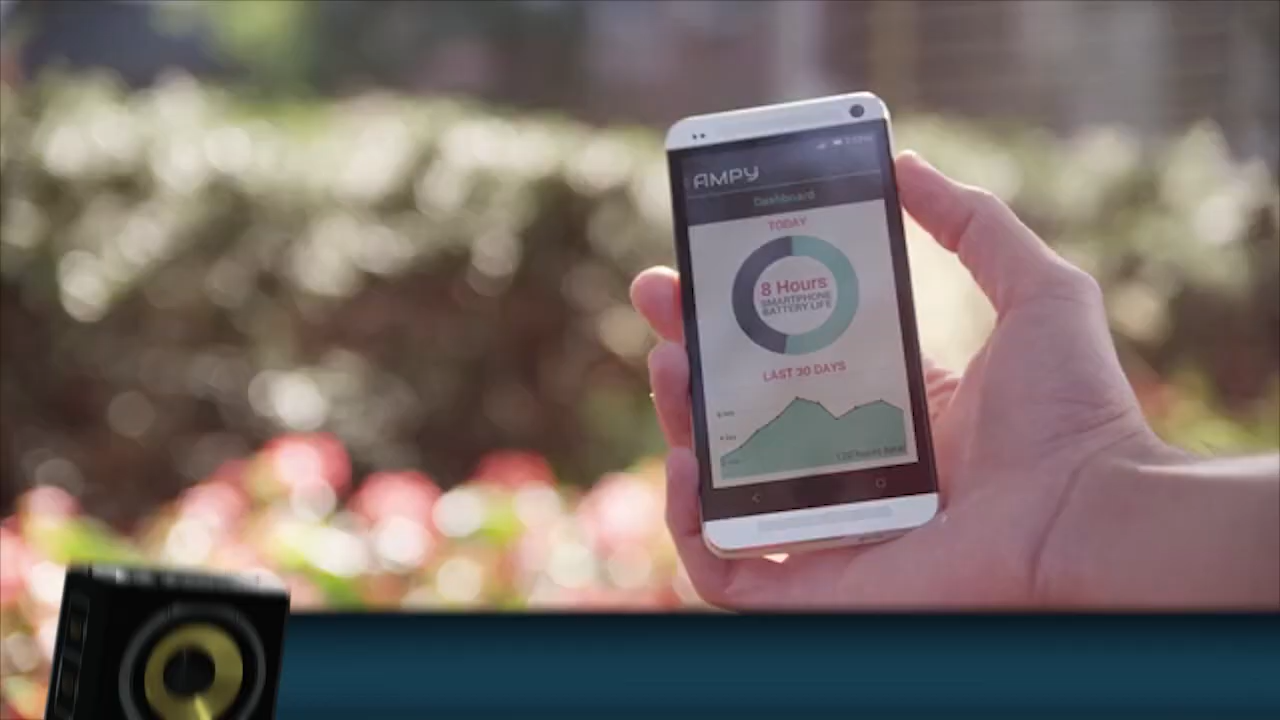 AMPY
Dashboard
TODAY
8 Hours
SMARTPHONE
BATTERY LIFE
LAST 30 DAYS